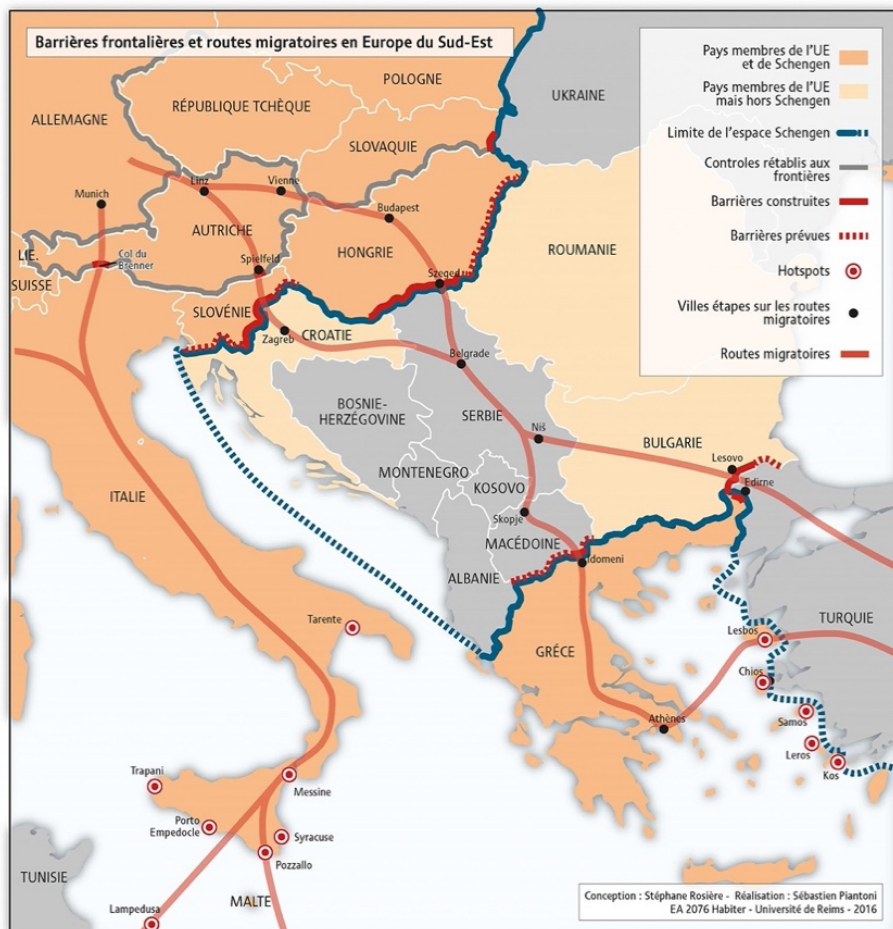 Barrières frontalières et routes migratoires en Europe du Sud-Est
Pays membres de l'UE
et de Schengen
Pays membres de l'UE
mais hors Schengen
Limite de l'espace Schengen
Controles rétablis aux
frontières
Barrières construites
Barrières prévues
Hotspots
Villes étapes sur les routes
migratoires
Routes migratoires
POLOGNE
UKRAINE
RÉPUBLIQUE TCHÈQUE
ALLEMAGNE
SLOVAQUIE
Munich
Linz
Vienne
Budapest
AUTRICHE
HONGRIE
ROUMANIE
LIE.
Col du
Brenner
SUISSE
Spielfeld
Szeged
SLOVÉNIE
CROATIE
Zagreb
Belgrade
BOSNIE-
HERZÉGOVINE
SERBIE
Niš
BULGARIE
Lesovo
Edirne
MONTENEGRO
KOSOVO
ITALIE
Skopje
MACÉDOINE
Idomeni
ALBANIE
TURQUIE
Tarente
Lesbos
GRÉCE
Chios
Athènes
Samos
Leros
Kos
Trapani
Messine
Porto
Empedocle
Syracuse
Pozzallo
TUNISIE
MALTE
Lampedusa
Conception : Stéphane Rosière - Réalisation : Sébastien Piantoni
EA 2076 Habiter - Université de Reims - 2016